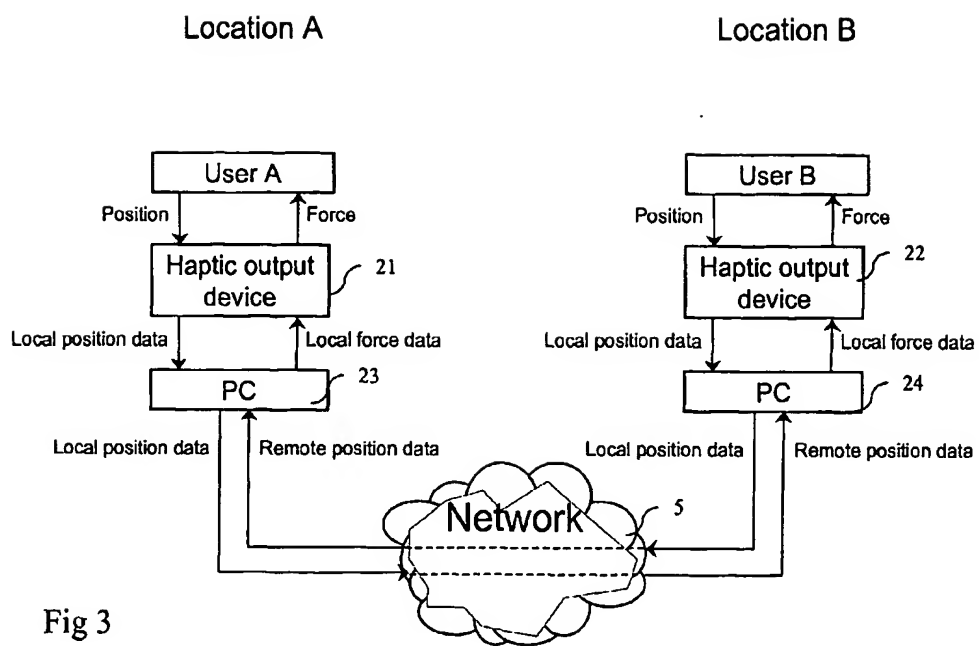 Location A
Location B
User A
User B
Position
Force
Position
Force
Haptic output
device
21
Haptic output
device
22
Local position data
Local force data
Local position data
Local force data
PC
23
PC
24
Local position data
Remote position data
Local position data
Remote position data
Network
5
Fig 3